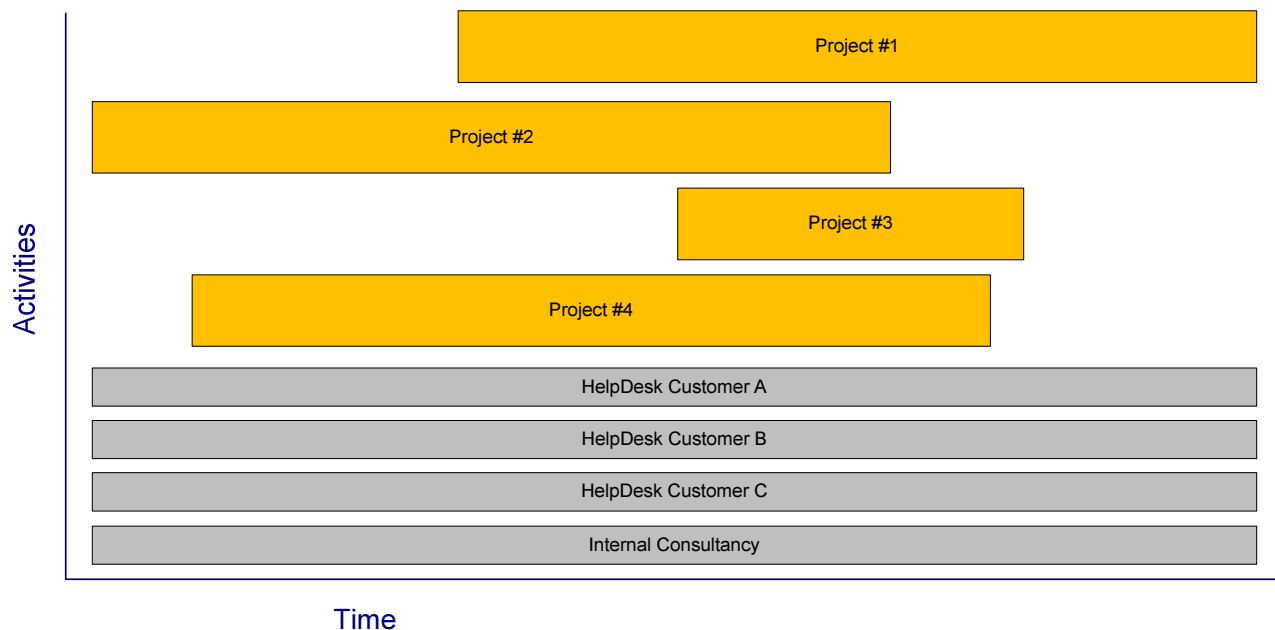 Project #1
Project #2
Project #3
Project #4
HelpDesk Customer A
HelpDesk Customer B
HelpDesk Customer C
Internal Consultancy
Activities
Time